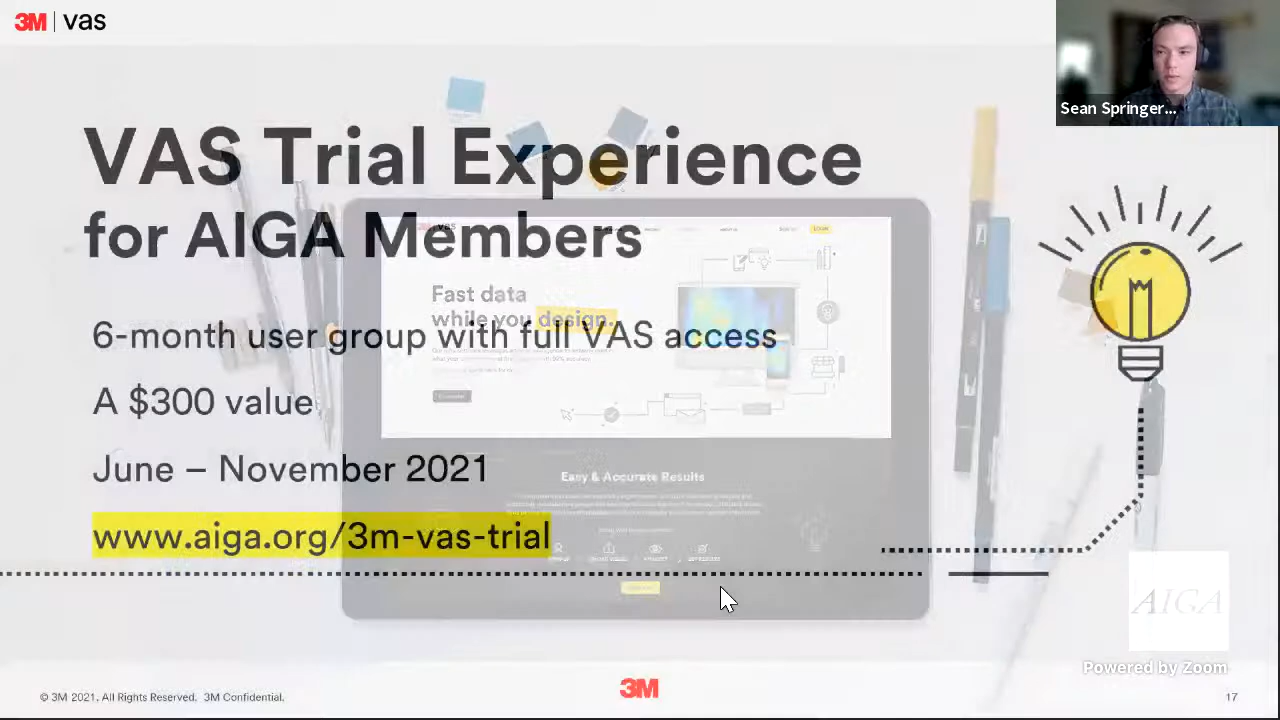 3M | vas
Sean Springer...
VAS Trial Experience
for AIGA Members
Fast data
while you design.
6-month user group with full VAS access
A $300 value
June – November 2021
Easy & Accurate Results
www.aiga.org/3m-vas-trial
AIGA
Powered by Zoom
© 3M 2021. All Rights Reserved. 3M Confidential.
3M
17